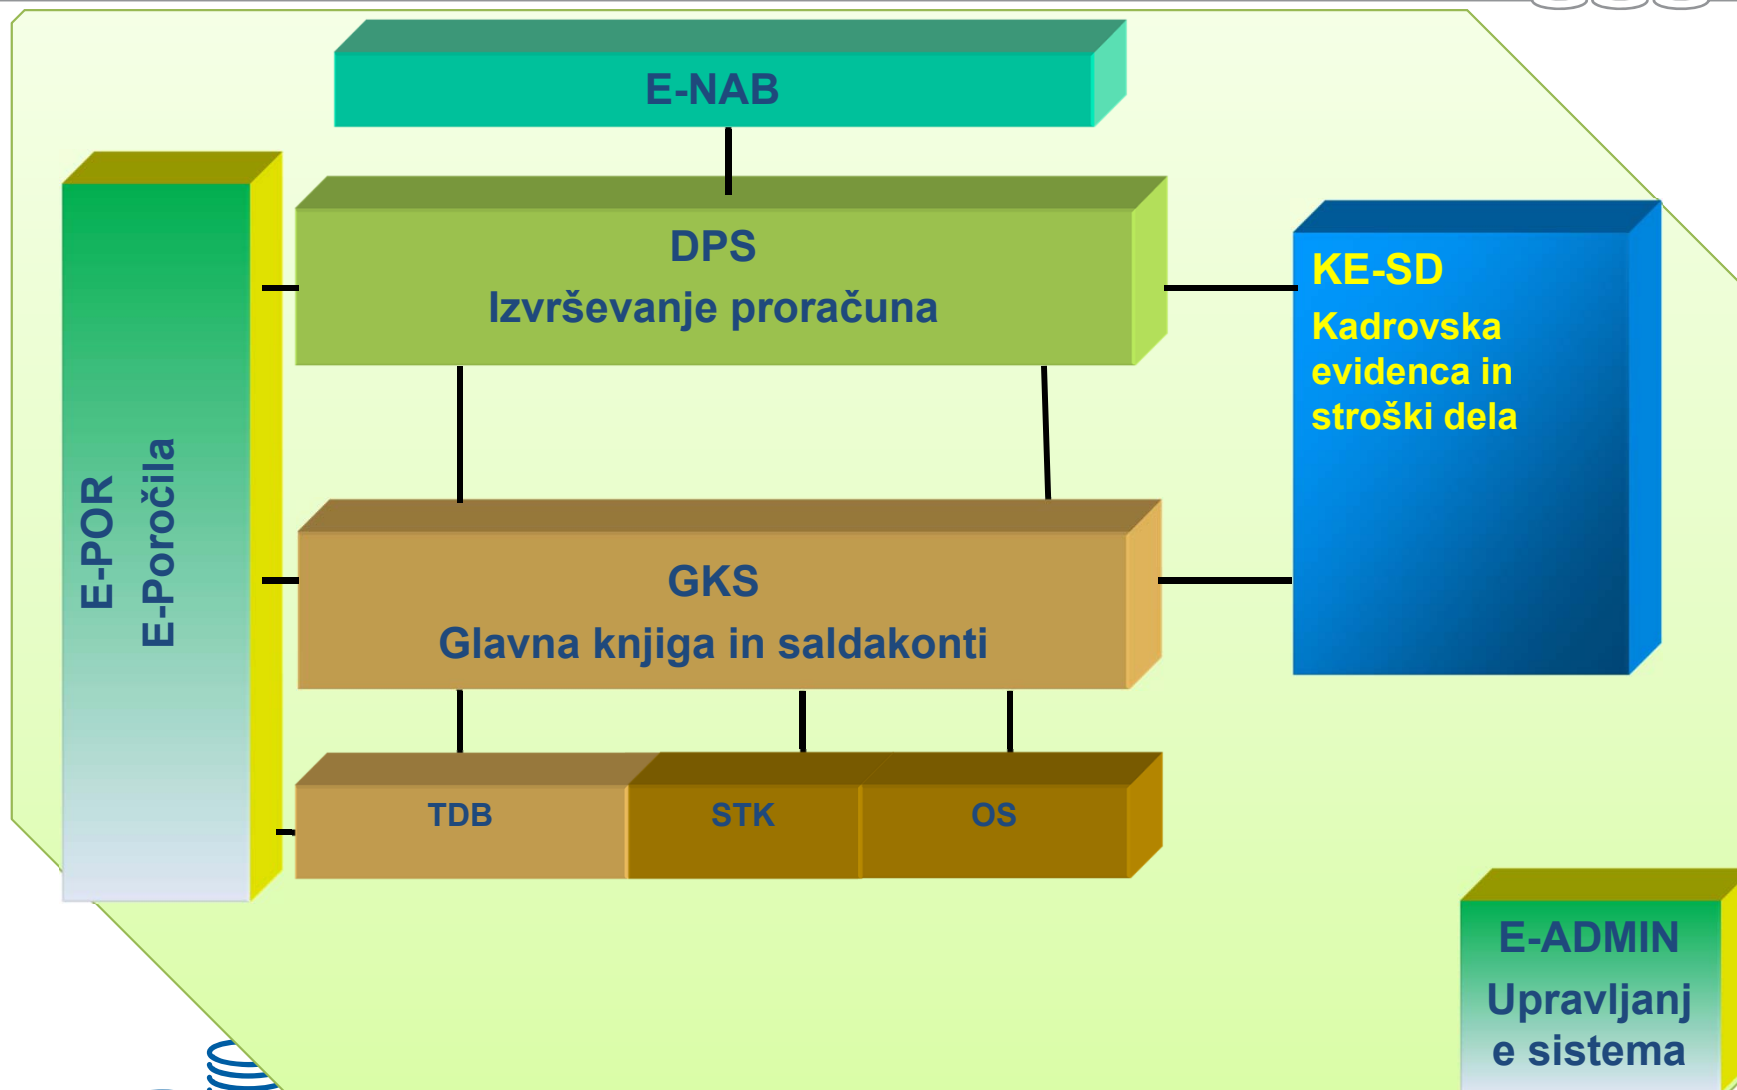 E-NAB
DPS
Izvrševanje proračuna
KE-SD
Kadrovska
evidenca in
stroški dela
E-POR
E-Poročila
GKS
Glavna knjiga in saldakonti
TDB
STK
OS
E-ADMIN
Upravljanj
e sistema